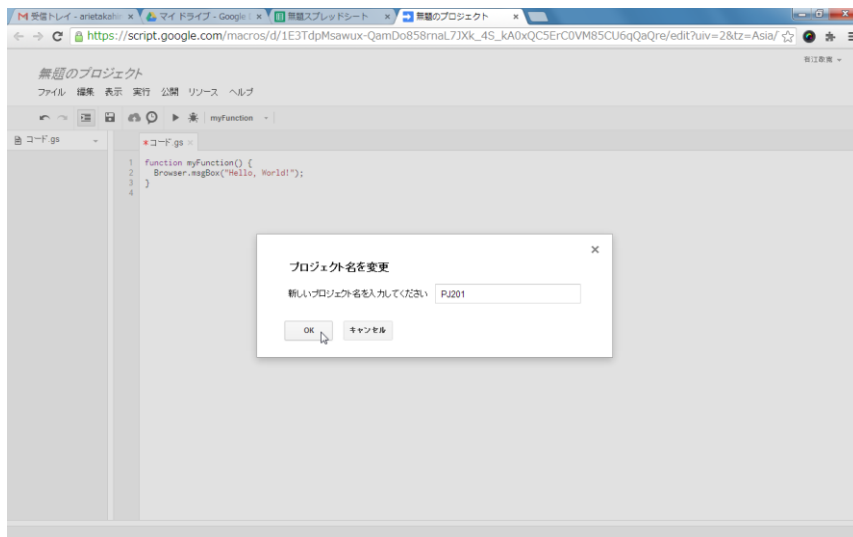 受信トレイ - arietakahir
マイ ドライブ - Google
無題スプレッドシート
無題のプロジェクト
https://script.google.com/macros/d/1E3TdpMsawux-QamDo858rnaL7JXk_4S_kA0xQC5ErC0VM85CU6qQaQre/edit?uiv=2&tz=Asia/
無題のプロジェクト
ファイル 編集 表示 実行 公開 リソース ヘルプ
myFunction
コード.gs
*コード.gs ×
1 function myFunction() {
2 Browser.msgBox("Hello, World!");
3 }
4
プロジェクト名を変更
新しいプロジェクト名を入力してください PJ201
OK キャンセル